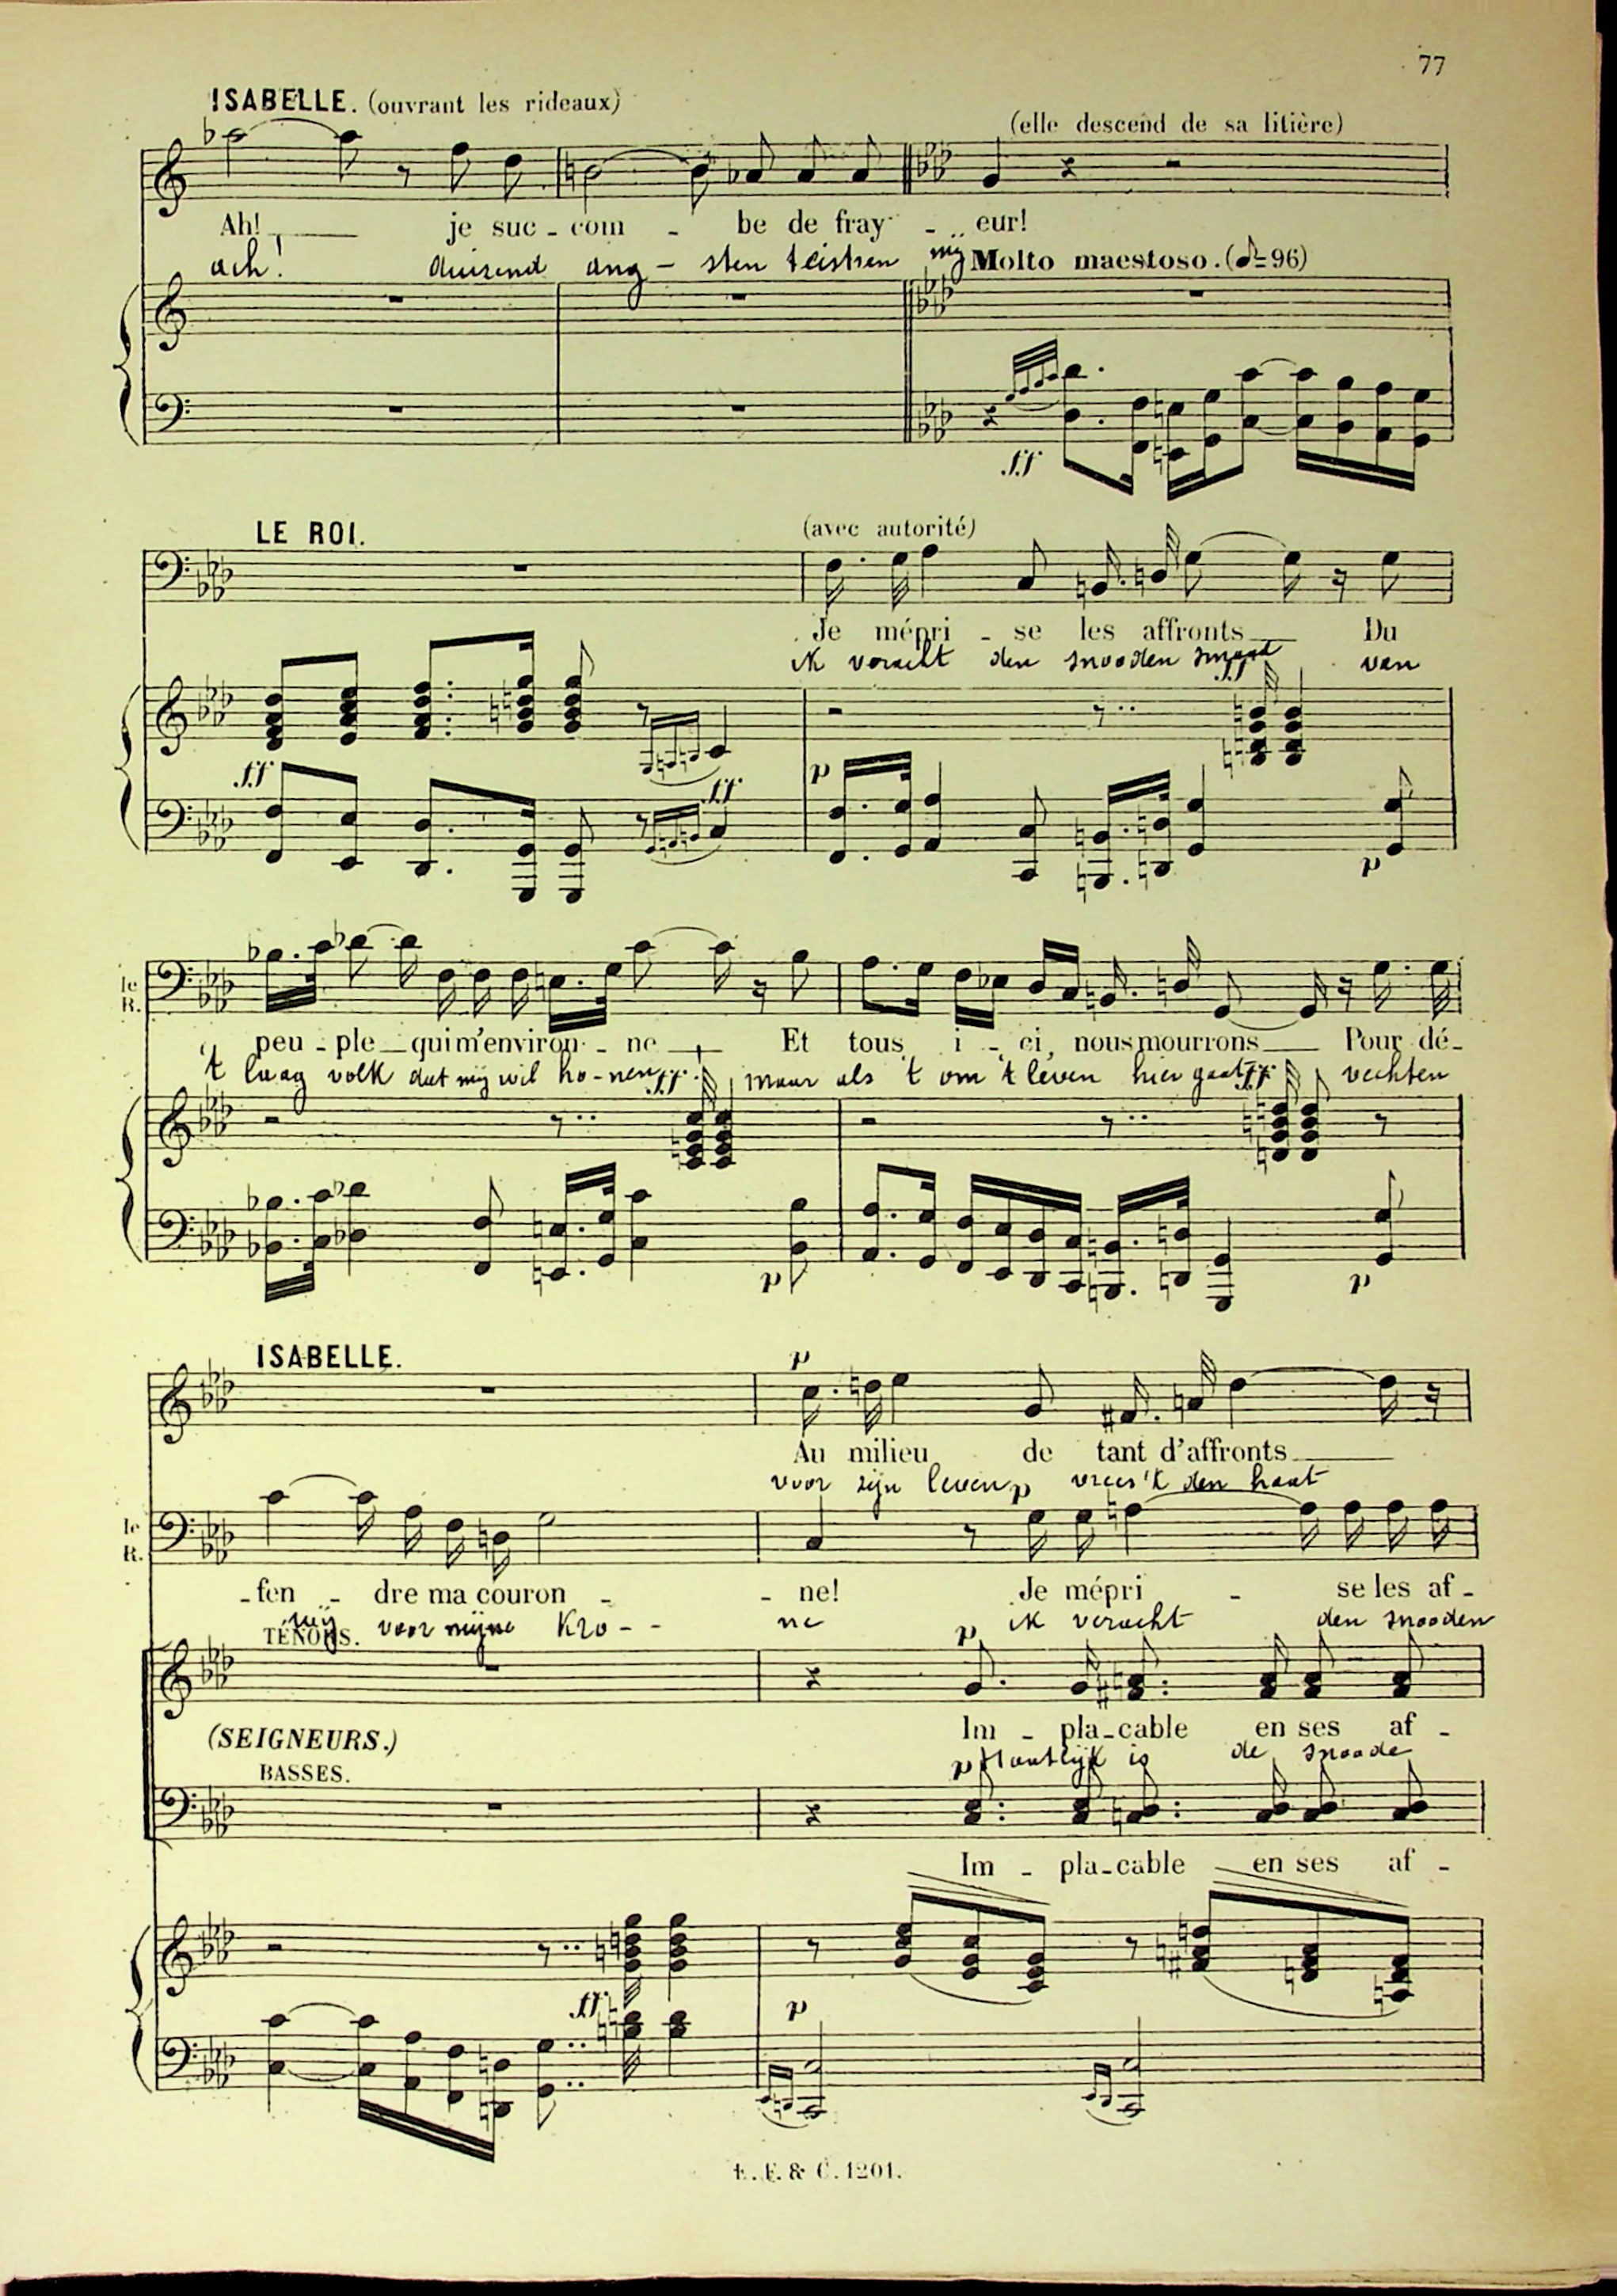 77
ISABELLE. (ouvrant les rideaux)
(elle descend de sa litière)
Ah! je suc - com - be de fray - eur!
ach! duizend ang - sten teistren mij
Molto maestoso. (♪=96)
ff
LE ROI.
(avec autorité)
Je mépri - se les affronts Du
ik veracht den snooden smaad van
ff
ff
ff
p
p
le R.
peu - ple qui m'environ - ne Et tous i - ci, nous mourrons Pour dé-
't laag volk dat mij wil ho-nen maar als 't om 't leven hier gaat vechten
ff
ff
p
p
ISABELLE.
p
Au milieu de tant d'affronts
voor zijn leven vrees 'k den haat
p
le R.
-fen - dre ma couron - ne! Je mépri - se les af -
wij voor mijne Kro - - ne ik veracht den snooden
TÉNORS.
p
(SEIGNEURS.)
Im - pla-cable en ses af -
p Haatlijk is de snoode
BASSES.
Im - pla-cable en ses af -
ff
p
E. F. & C. 1201.